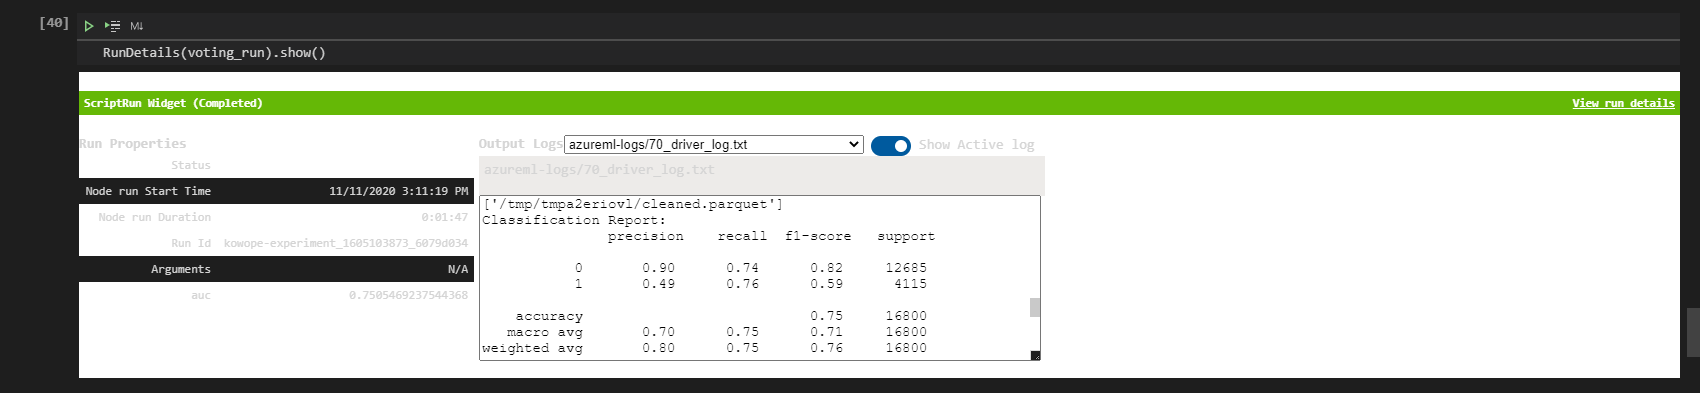 [40]
M↓
RunDetails(voting_run).show()
ScriptRun Widget (Completed) View run details
Run Properties
Status
Node run Start Time 11/11/2020 3:11:19 PM
Node run Duration 0:01:47
Run Id kowope-experiment_1605103873_6079d034
Arguments N/A
auc 0.7505469237544368
Output Logs azureml-logs/70_driver_log.txt Show Active log
azureml-logs/70_driver_log.txt
['/tmp/tmpa2eriovl/cleaned.parquet']
Classification Report:
precision recall f1-score support
0 0.90 0.74 0.82 12685
1 0.49 0.76 0.59 4115
accuracy 0.75 16800
macro avg 0.70 0.75 0.71 16800
weighted avg 0.80 0.75 0.76 16800